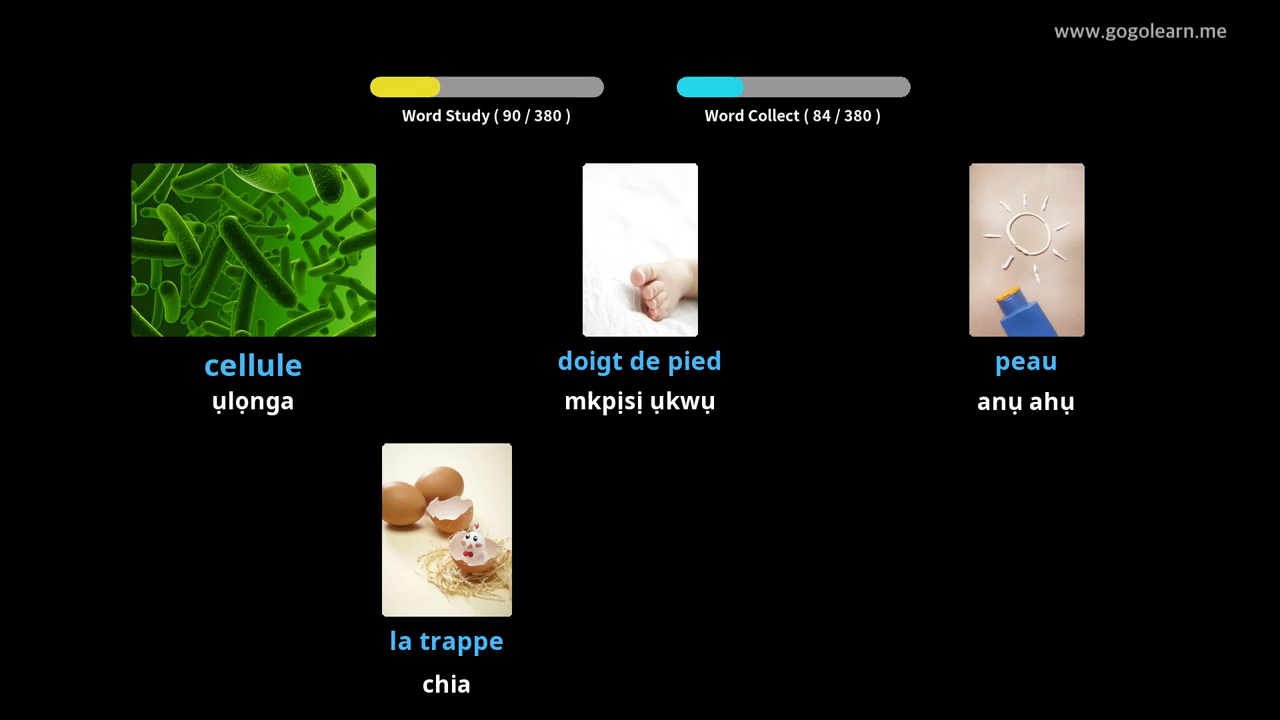 www.gogolearn.me
Word Study ( 90 / 380 )
Word Collect ( 84 / 380 )
cellule
ụlọnga
doigt de pied
mkpịsị ụkwụ
peau
anụ ahụ
la trappe
chia